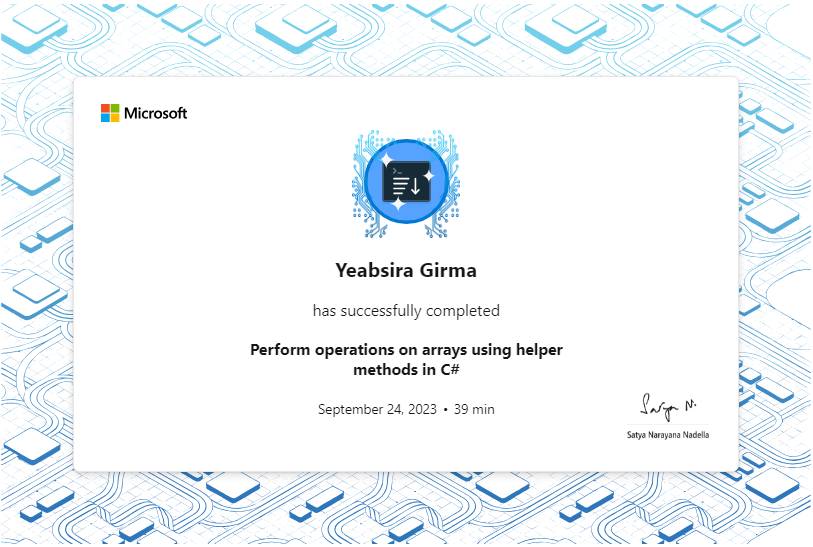 Microsoft
Yeabsira Girma
has successfully completed
Perform operations on arrays using helper
methods in C#
September 24, 2023 • 39 min
Satya N.
Satya Narayana Nadella